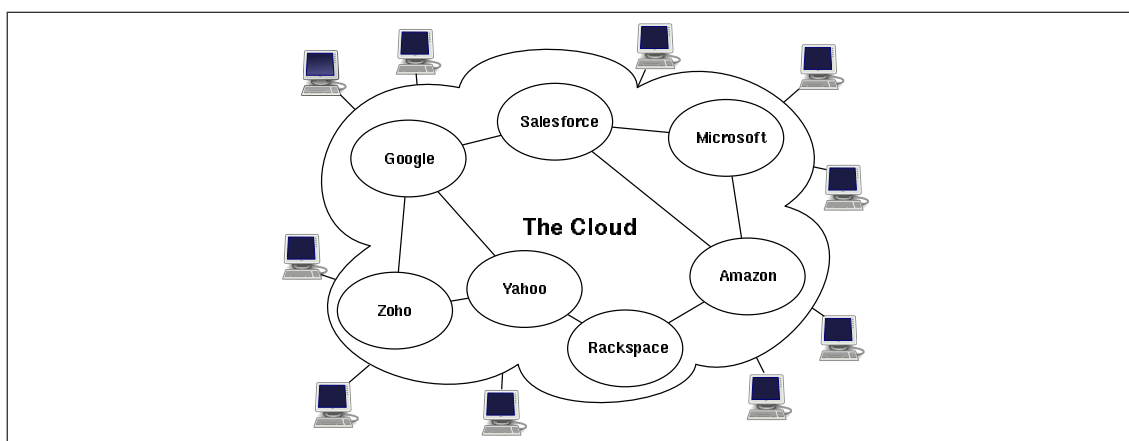 Salesforce
Microsoft
Google
The Cloud
Amazon
Yahoo
Zoho
Rackspace